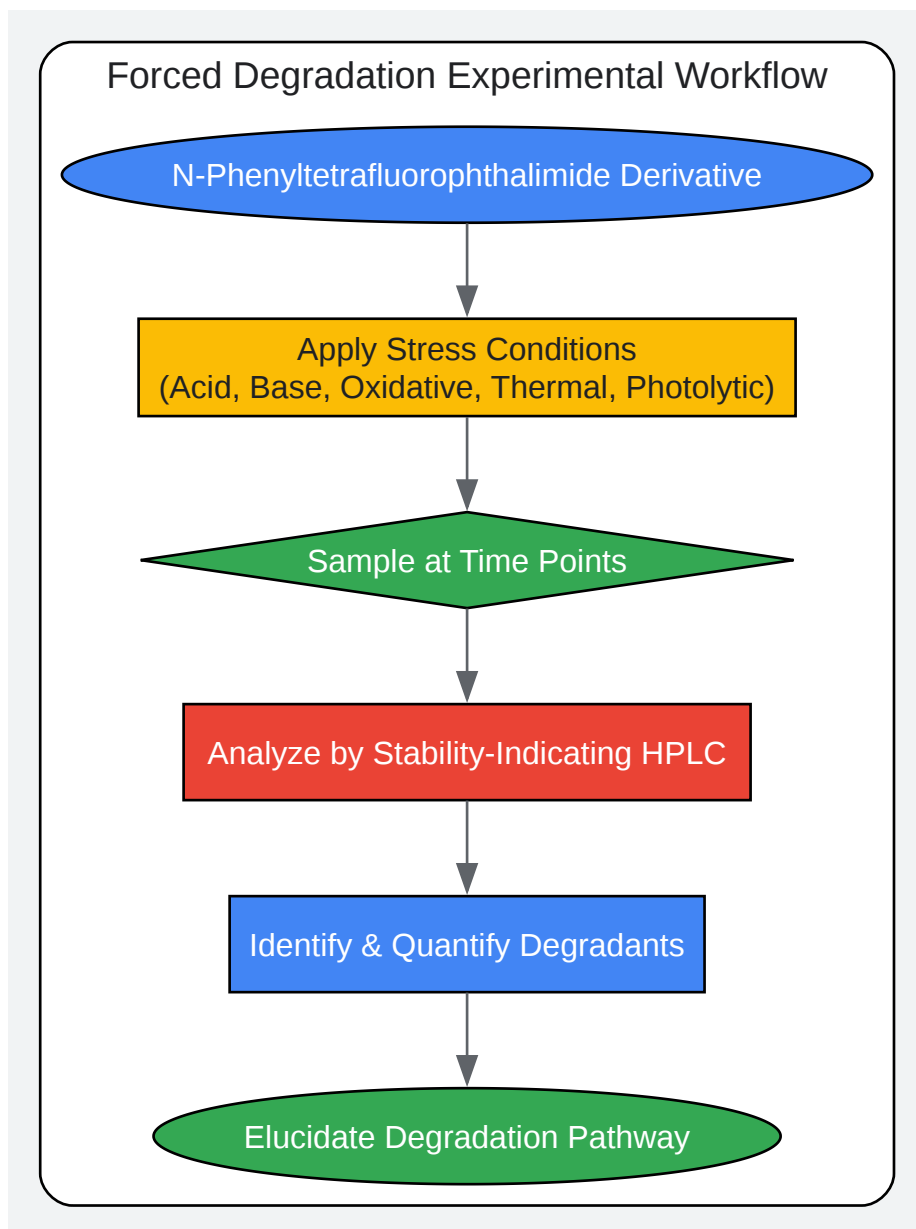 Forced Degradation Experimental Workflow
N-Phenyltetrafluorophthalimide Derivative
Apply Stress Conditions
(Acid, Base, Oxidative, Thermal, Photolytic)
Sample at Time Points
Analyze by Stability-Indicating HPLC
Identify & Quantify Degradants
Elucidate Degradation Pathway